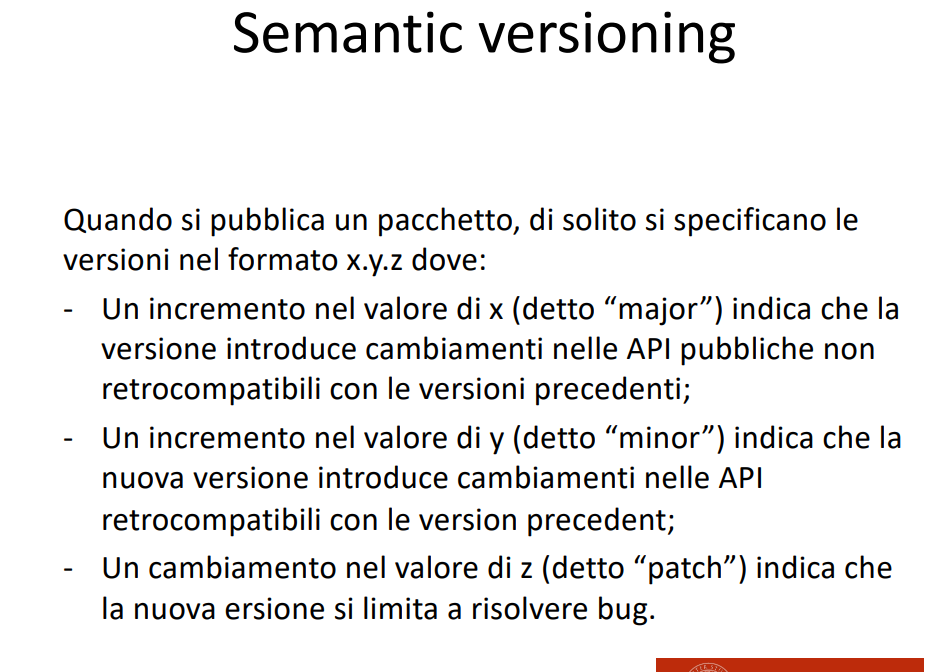 Semantic versioning
Quando si pubblica un pacchetto, di solito si specificano le
versioni nel formato x.y.z dove:
- Un incremento nel valore di x (detto “major”) indica che la
versione introduce cambiamenti nelle API pubbliche non
retrocompatibili con le versioni precedenti;
- Un incremento nel valore di y (detto “minor”) indica che la
nuova versione introduce cambiamenti nelle API
retrocompatibili con le version precedent;
- Un cambiamento nel valore di z (detto “patch”) indica che
la nuova ersione si limita a risolvere bug.